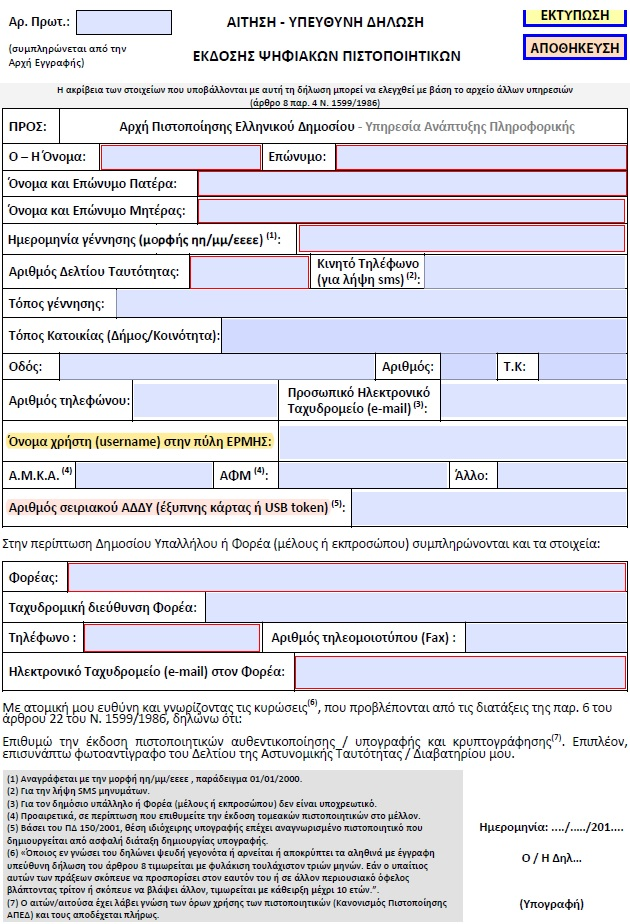 Αρ. Πρωτ.:
(συμπληρώνεται από την
Αρχή Εγγραφής)
ΑΙΤΗΣΗ - ΥΠΕΥΘΥΝΗ ΔΗΛΩΣΗ
ΕΚΔΟΣΗΣ ΨΗΦΙΑΚΩΝ ΠΙΣΤΟΠΟΙΗΤΙΚΩΝ
ΕΚΤΥΠΩΣΗ
ΑΠΟΘΗΚΕΥΣΗ
Η ακρίβεια των στοιχείων που υποβάλλονται με αυτή τη δήλωση μπορεί να ελεγχθεί με βάση το αρχείο άλλων υπηρεσιών
(άρθρο 8 παρ. 4 Ν. 1599/1986)
ΠΡΟΣ: Αρχή Πιστοποίησης Ελληνικού Δημοσίου - Υπηρεσία Ανάπτυξης Πληροφορικής
Ο – Η Όνομα: Επώνυμο:
Όνομα και Επώνυμο Πατέρα:
Όνομα και Επώνυμο Μητέρας:
Ημερομηνία γέννησης (μορφής ηη/μμ/εεεε) (1):
Αριθμός Δελτίου Ταυτότητας: Κινητό Τηλέφωνο
(για λήψη sms) (2):
Τόπος γέννησης:
Τόπος Κατοικίας (Δήμος/Κοινότητα):
Οδός: Αριθμός: Τ.Κ:
Αριθμός τηλεφώνου: Προσωπικό Ηλεκτρονικό
Ταχυδρομείο (e-mail) (3):
Όνομα χρήστη (username) στην πύλη ΕΡΜΗΣ:
Α.Μ.Κ.Α. (4) ΑΦΜ (4): Άλλο:
Αριθμός σειριακού ΑΔΔΥ (έξυπνης κάρτας ή USB token) (5):
Στην περίπτωση Δημοσίου Υπαλλήλου ή Φορέα (μέλους ή εκπροσώπου) συμπληρώνονται και τα στοιχεία:
Φορέας:
Ταχυδρομική διεύθυνση Φορέα:
Τηλέφωνο : Αριθμός τηλεομοιοτύπου (Fax) :
Ηλεκτρονικό Ταχυδρομείο (e-mail) στον Φορέα:
Με ατομική μου ευθύνη και γνωρίζοντας τις κυρώσεις(6), που προβλέπονται από τις διατάξεις της παρ. 6 του
άρθρου 22 του Ν. 1599/1986, δηλώνω ότι:
Επιθυμώ την έκδοση πιστοποιητικών αυθεντικοποίησης / υπογραφής και κρυπτογράφησης(7). Επιπλέον,
επισυνάπτω φωτοαντίγραφο του Δελτίου της Αστυνομικής Ταυτότητας / Διαβατηρίου μου.
(1) Αναγράφεται με την μορφή ηη/μμ/εεεε , παράδειγμα 01/01/2000.
(2) Για την λήψη SMS μηνυμάτων.
(3) Για τον δημόσιο υπάλληλο ή Φορέα (μέλους ή εκπροσώπου) δεν είναι υποχρεωτικό.
(4) Προαιρετικά, σε περίπτωση που επιθυμείτε την έκδοση τομεακών πιστοποιητικών στο μέλλον.
(5) Βάσει του ΠΔ 150/2001, θέση ιδιόχειρης υπογραφής επέχει αναγνωρισμένο πιστοποιητικό που
δημιουργείται από ασφαλή διάταξη δημιουργίας υπογραφής.
(6) «Όποιος εν γνώσει του δηλώνει ψευδή γεγονότα ή αρνείται ή αποκρύπτει τα αληθινά με έγγραφη
υπεύθυνη δήλωση του άρθρου 8 τιμωρείται με φυλάκιση τουλάχιστον τριών μηνών. Εάν ο υπαίτιος
αυτών των πράξεων σκόπευε να προσπορίσει στον εαυτόν του ή σε άλλον περιουσιακό όφελος
βλάπτοντας τρίτον ή σκόπευε να βλάψει άλλον, τιμωρείται με κάθειρξη μέχρι 10 ετών.".
(7) Ο αιτών/αιτούσα έχει λάβει γνώση των όρων χρήσης των πιστοποιητικών (Κανονισμός Πιστοποίησης
ΑΠΕΔ) και τους αποδέχεται πλήρως.
Ημερομηνία: ..../...../201....
Ο / Η Δηλ...
(Υπογραφή)